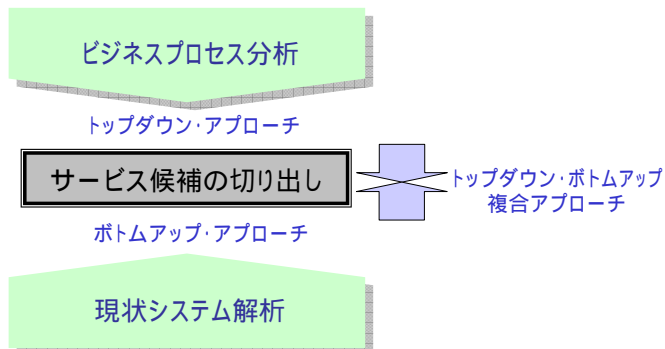 ビジネスプロセス分析
トップダウン・アプローチ
サービス候補の切り出し
トップダウン・ボトムアップ
複合アプローチ
ボトムアップ・アプローチ
現状システム解析